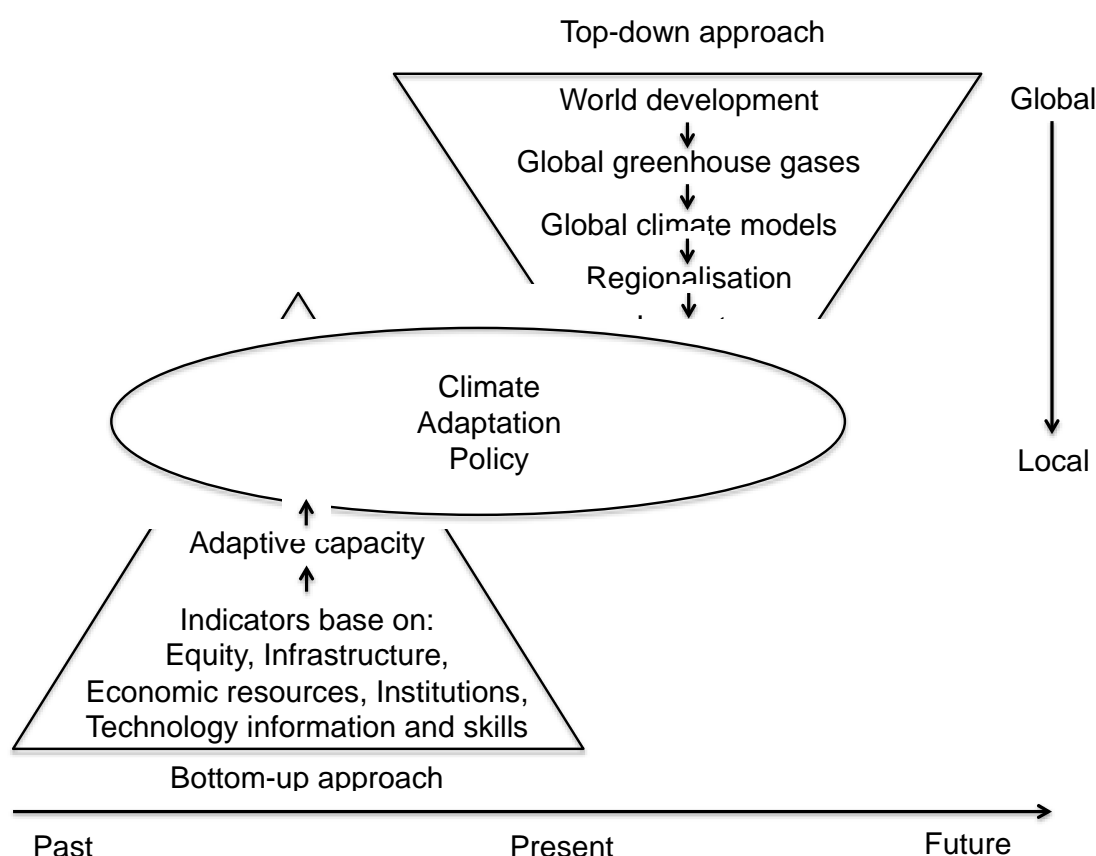 Top-down approach
World development
Global
Global greenhouse gases
Global climate models
Regionalisation
Climate
Adaptation
Policy
Local
Adaptive capacity
Indicators base on:
Equity, Infrastructure,
Economic resources, Institutions,
Technology information and skills
Bottom-up approach
Past
Present
Future